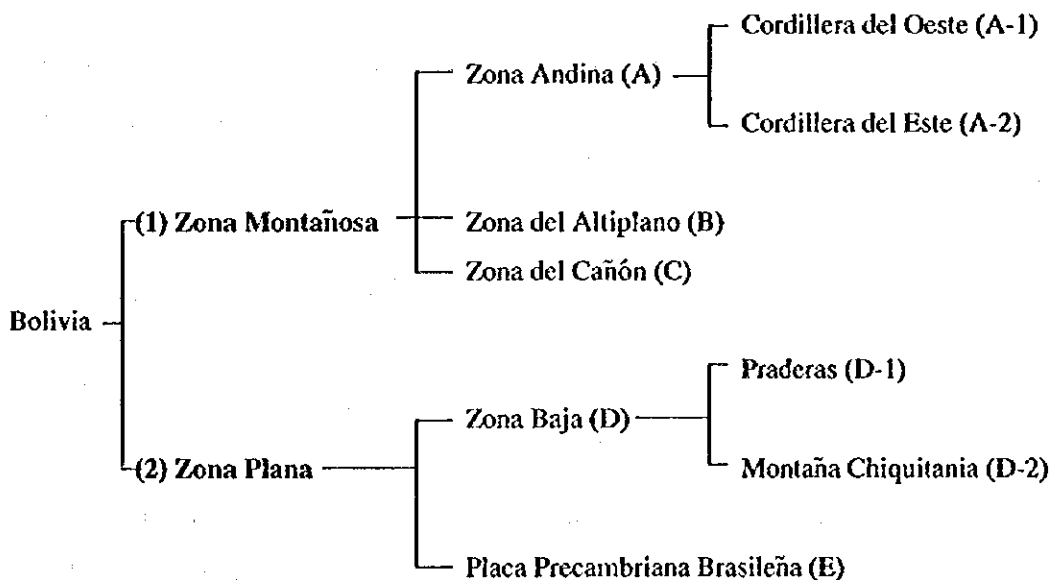 Cordillera del Oeste (A-1)
Zona Andina (A)
Cordillera del Este (A-2)
(1) Zona Montañosa
Zona del Altiplano (B)
Zona del Cañón (C)
Bolivia
Praderas (D-1)
Zona Baja (D)
(2) Zona Plana
Montaña Chiquitania (D-2)
Placa Precambriana Brasileña (E)